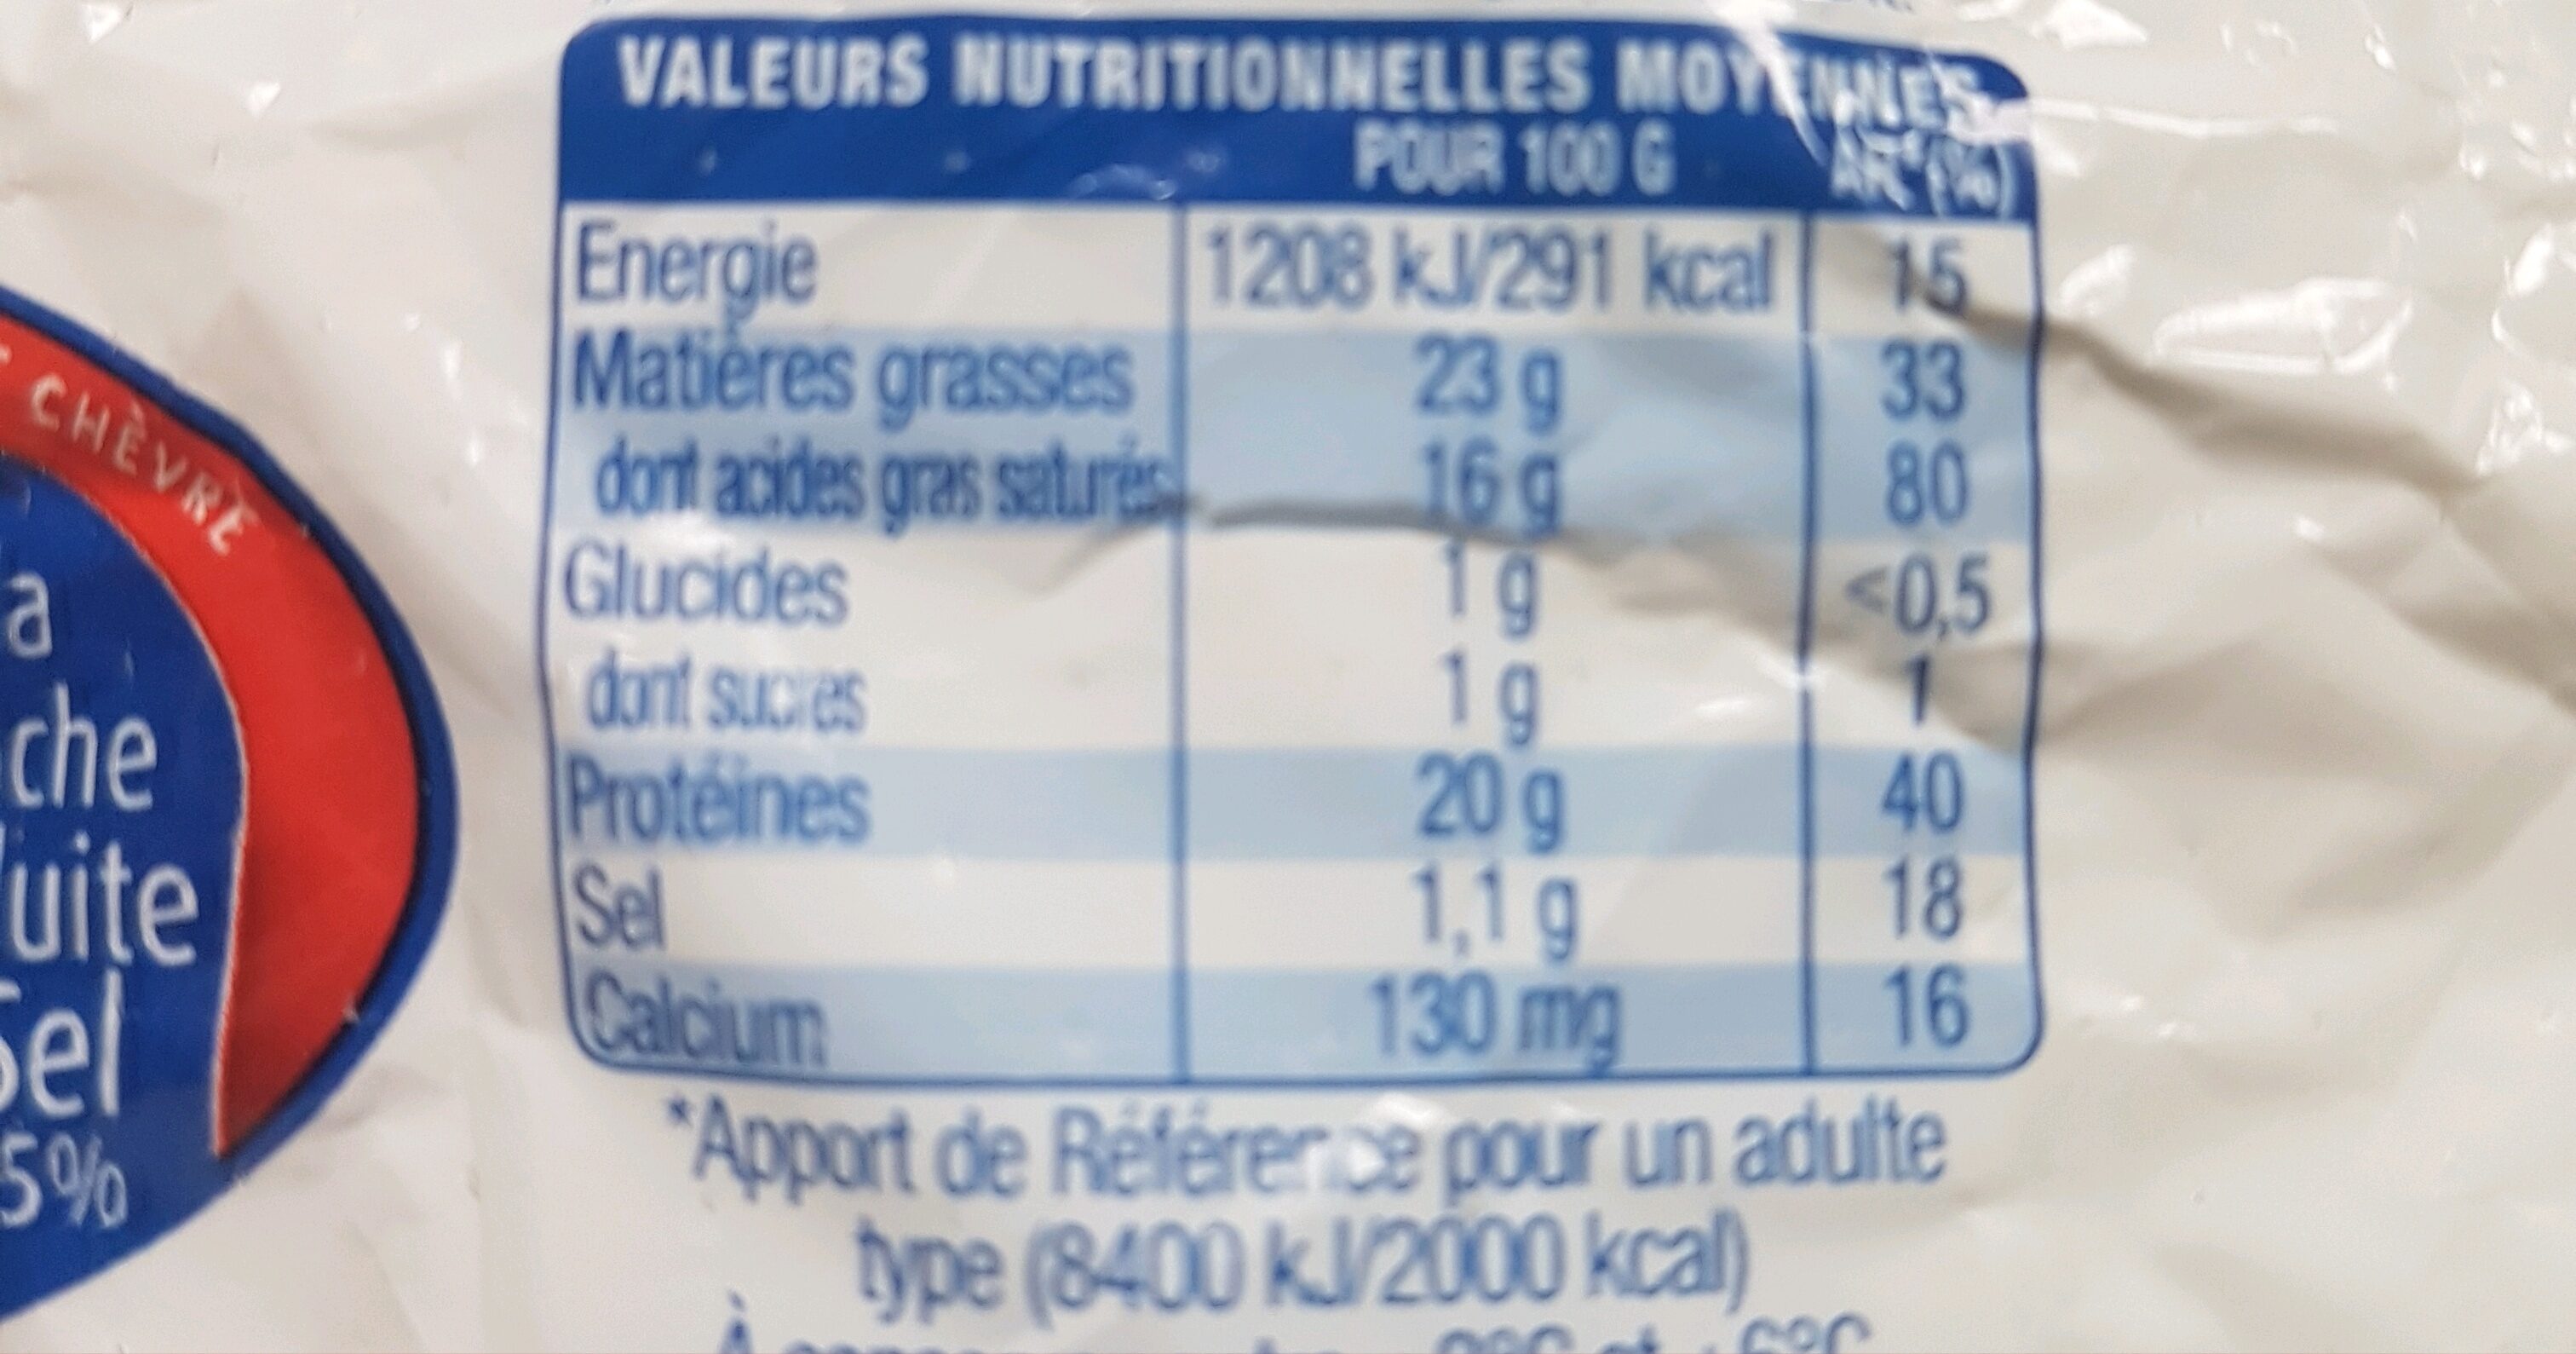 VALEURS NUTRITIONNELLES MOYENNES
POUR 100 G AR*(%)
Energie 1208 kJ/291 kcal 15
Matières grasses 23 g 33
dont acides gras saturés 16 g 80
Glucides 1 g <0,5
dont sucres 1 g 1
Protéines 20 g 40
Sel 1,1 g 18
Calcium 130 mg 16
*Apport de Référence pour un adulte
type (8400 kJ/2000 kcal)
À
CHÈVRE
a
che
uite
Sel
5%